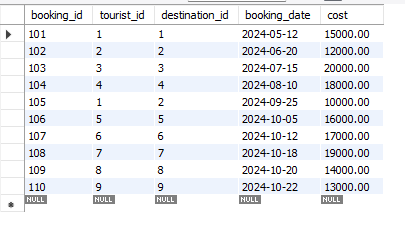 booking_id tourist_id destination_id booking_date cost
101 1 1 2024-05-12 15000.00
102 2 2 2024-06-20 12000.00
103 3 3 2024-07-15 20000.00
104 4 4 2024-08-10 18000.00
105 1 2 2024-09-25 10000.00
106 5 5 2024-10-05 16000.00
107 6 6 2024-10-12 17000.00
108 7 7 2024-10-18 19000.00
109 8 8 2024-10-20 14000.00
110 9 9 2024-10-22 13000.00
NULL NULL NULL NULL NULL